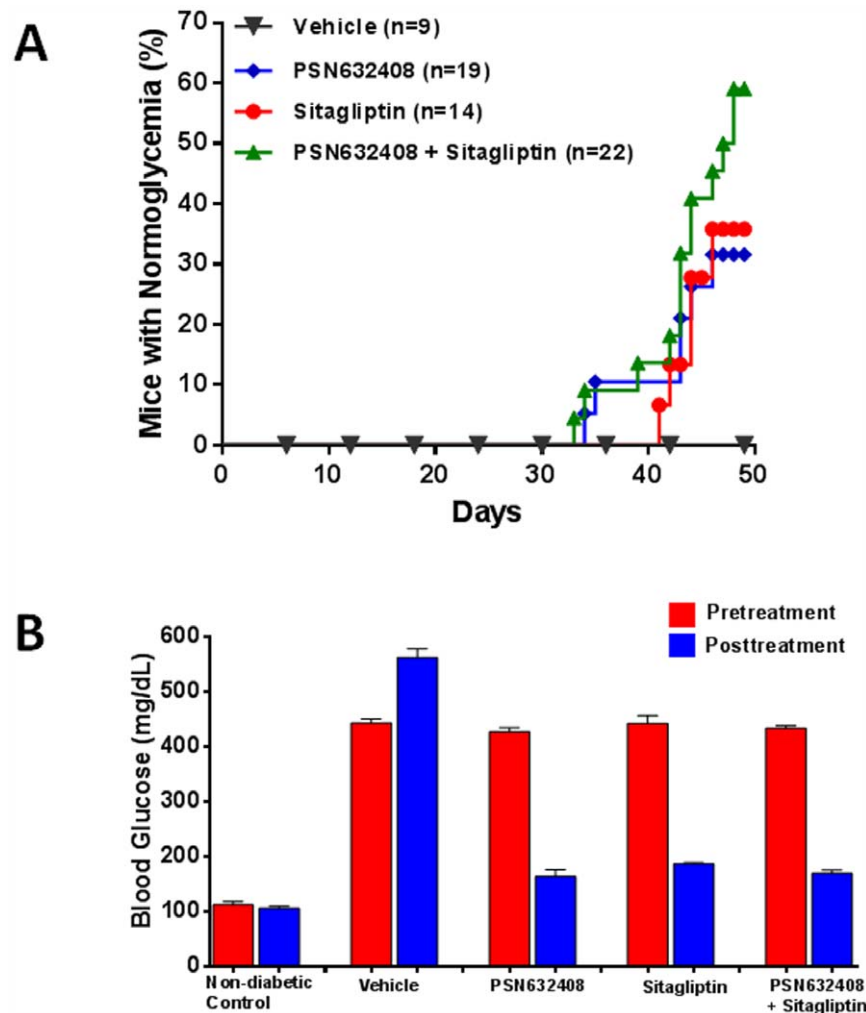 A
Mice with Normoglycemia (%)
70
60
50
40
30
20
10
0
Vehicle (n=9)
PSN632408 (n=19)
Sitagliptin (n=14)
PSN632408 + Sitagliptin (n=22)
0 10 20 30 40 50
Days
B
Blood Glucose (mg/dL)
600
500
400
300
200
100
0
Pretreatment
Posttreatment
Non-diabetic
Control
Vehicle
PSN632408
Sitagliptin
PSN632408
+ Sitagliptin